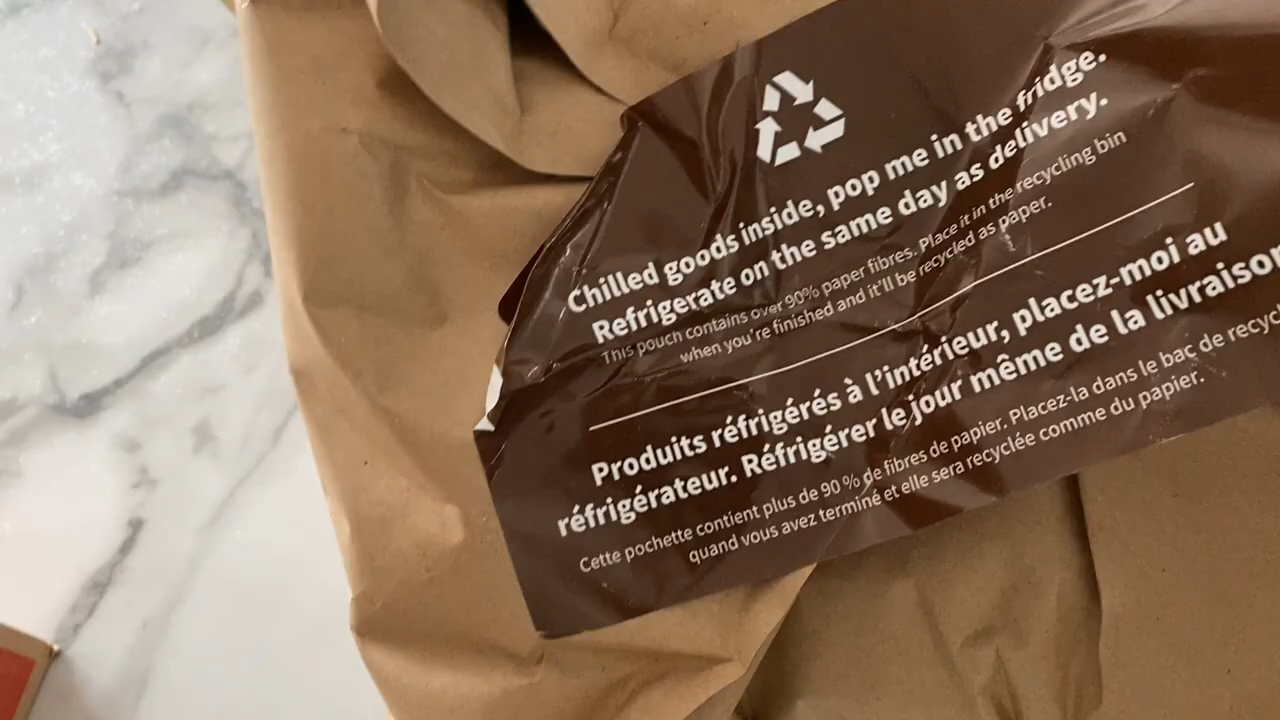 Chilled goods inside, pop me in the fridge.
Refrigerate on the same day as delivery.
This pouch contains over 90% paper fibres. Place it in the recycling bin
when you're finished and it'll be recycled as paper.
Produits réfrigérés à l'intérieur, placez-moi au
réfrigérateur. Réfrigérer le jour même de la livraison
Cette pochette contient plus de 90 % de fibres de papier. Placez-la dans le bac de
quand vous avez terminé et elle sera recyclée comme du papier.